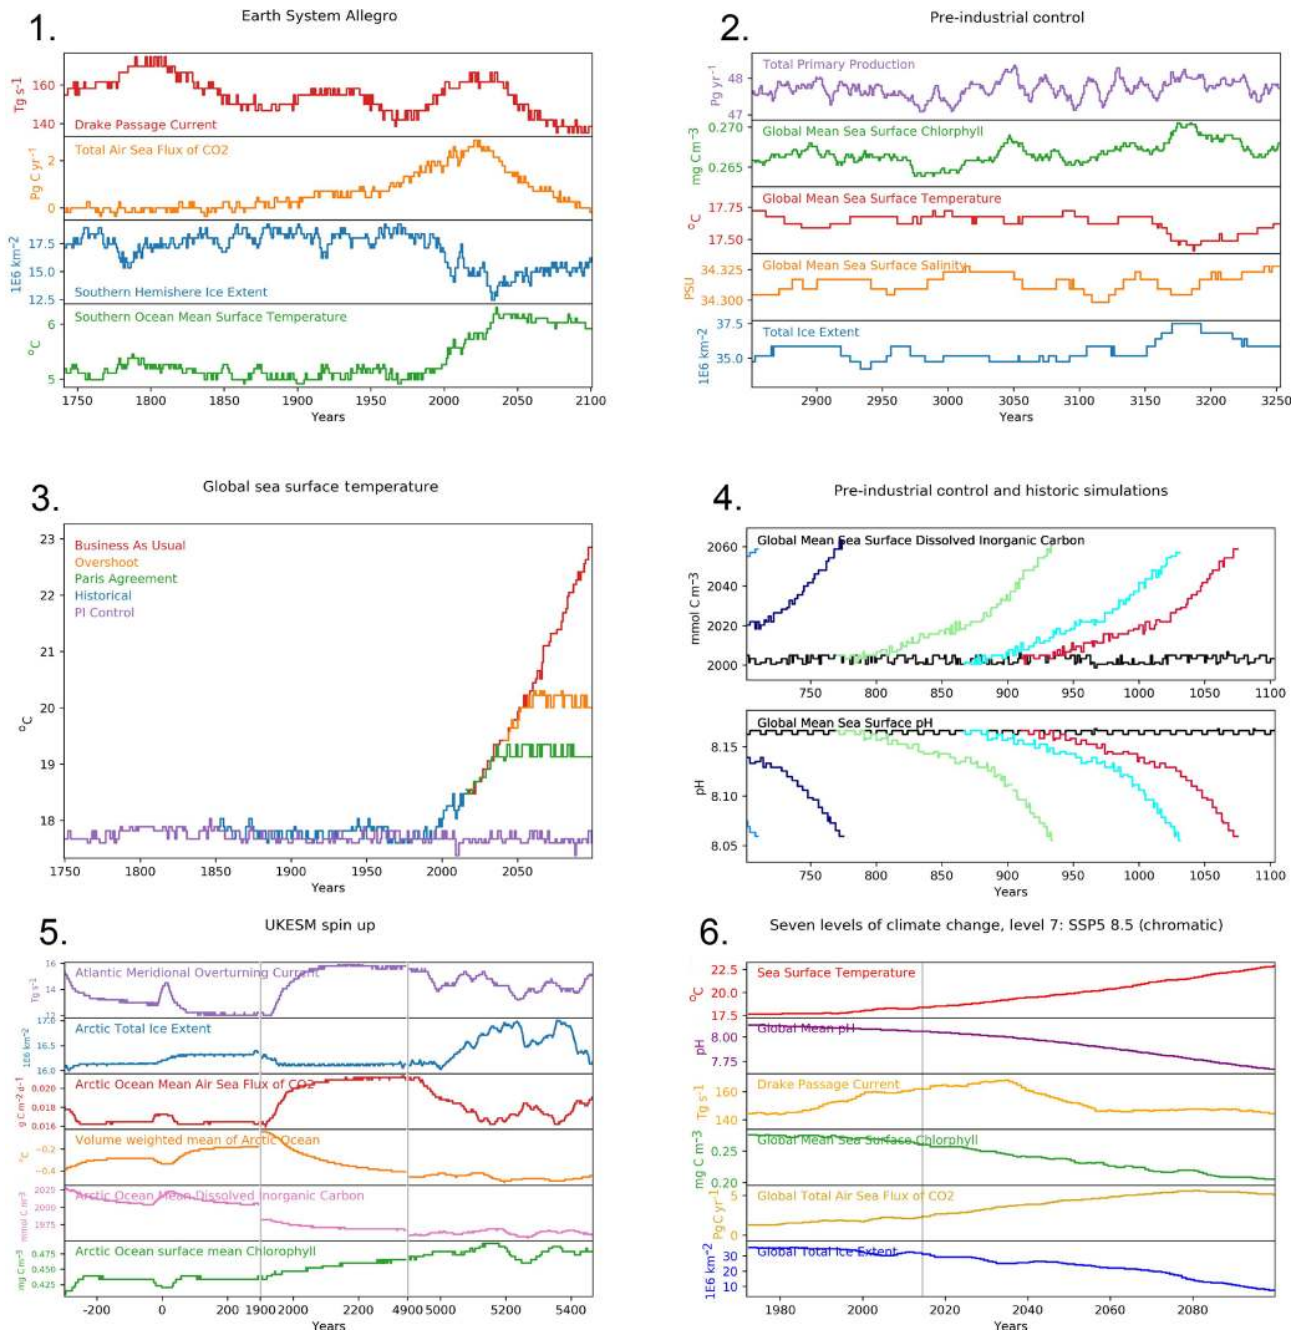 1.
Earth System Allegro
Tg s⁻¹
160
140
Drake Passage Current
Pg C yr⁻¹
2
0
Total Air Sea Flux of CO2
1E6 km⁻²
17.5
15.0
12.5
Southern Hemishere Ice Extent
°C
6
5
Southern Ocean Mean Surface Temperature
1750 1800 1850 1900 1950 2000 2050 2100
Years
2.
Pre-industrial control
Pg yr⁻¹
48
47
Total Primary Production
mg C m⁻³
0.270
0.265
Global Mean Sea Surface Chlorphyll
°C
17.75
17.50
Global Mean Sea Surface Temperature
PSU
34.325
34.300
Global Mean Sea Surface Salinity
1E6 km⁻²
37.5
35.0
Total Ice Extent
2900 2950 3000 3050 3100 3150 3200 3250
Years
3.
Global sea surface temperature
°C
23
22
21
20
19
18
Business As Usual
Overshoot
Paris Agreement
Historical
PI Control
1750 1800 1850 1900 1950 2000 2050
Years
4.
Pre-industrial control and historic simulations
mmol C m⁻³
2060
2040
2020
2000
Global Mean Sea Surface Dissolved Inorganic Carbon
750 800 850 900 950 1000 1050 1100
pH
8.15
8.10
8.05
Global Mean Sea Surface pH
750 800 850 900 950 1000 1050 1100
Years
5.
UKESM spin up
Tg s⁻¹
16
14
12
Atlantic Meridional Overturning Current
1E6 km⁻²
17.0
16.5
16.0
Arctic Total Ice Extent
g C m⁻² d⁻¹
0.020
0.018
0.016
Arctic Ocean Mean Air Sea Flux of CO2
°C
−0.2
−0.4
Volume weighted mean of Arctic Ocean
mmol C m⁻³
2025
2000
1975
Arctic Ocean Mean Dissolved Inorganic Carbon
mg C m⁻³
0.475
0.450
0.425
Arctic Ocean surface mean Chlorphyll
-200 0 200 1900 2000 2200 4900 5000 5200 5400
Years
6.
Seven levels of climate change, level 7: SSP5 8.5 (chromatic)
°C
22.5
20.0
17.5
Sea Surface Temperature
pH
8.00
7.75
Global Mean pH
Tg s⁻¹
160
140
Drake Passage Current
mg C m⁻³
0.25
0.20
Global Mean Sea Surface Chlorphyll
Pg C yr⁻¹
5
0
Global Total Air Sea Flux of CO2
1E6 km⁻²
30
20
10
Global Total Ice Extent
1980 2000 2020 2040 2060 2080
Years